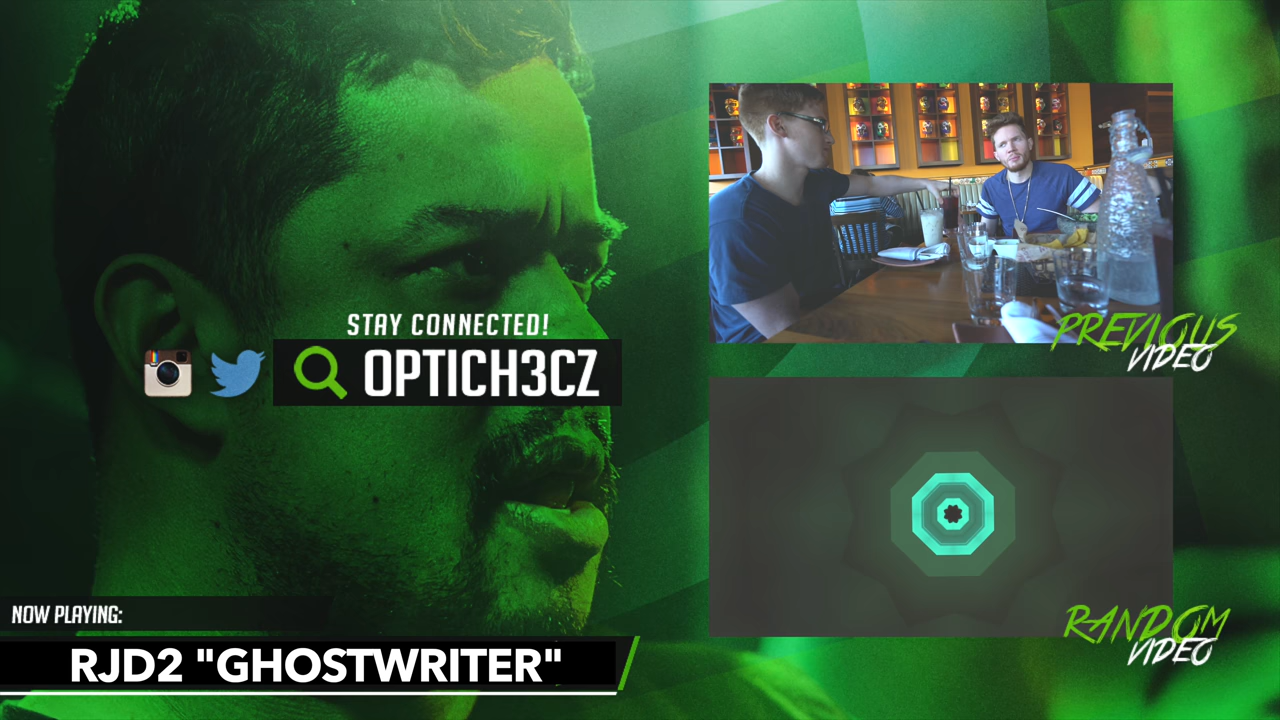 STAY CONNECTED!
OPTICH3CZ
PREVIOUS
VIDEO
RANDOM
VIDEO
NOW PLAYING:
RJD2 "GHOSTWRITER"